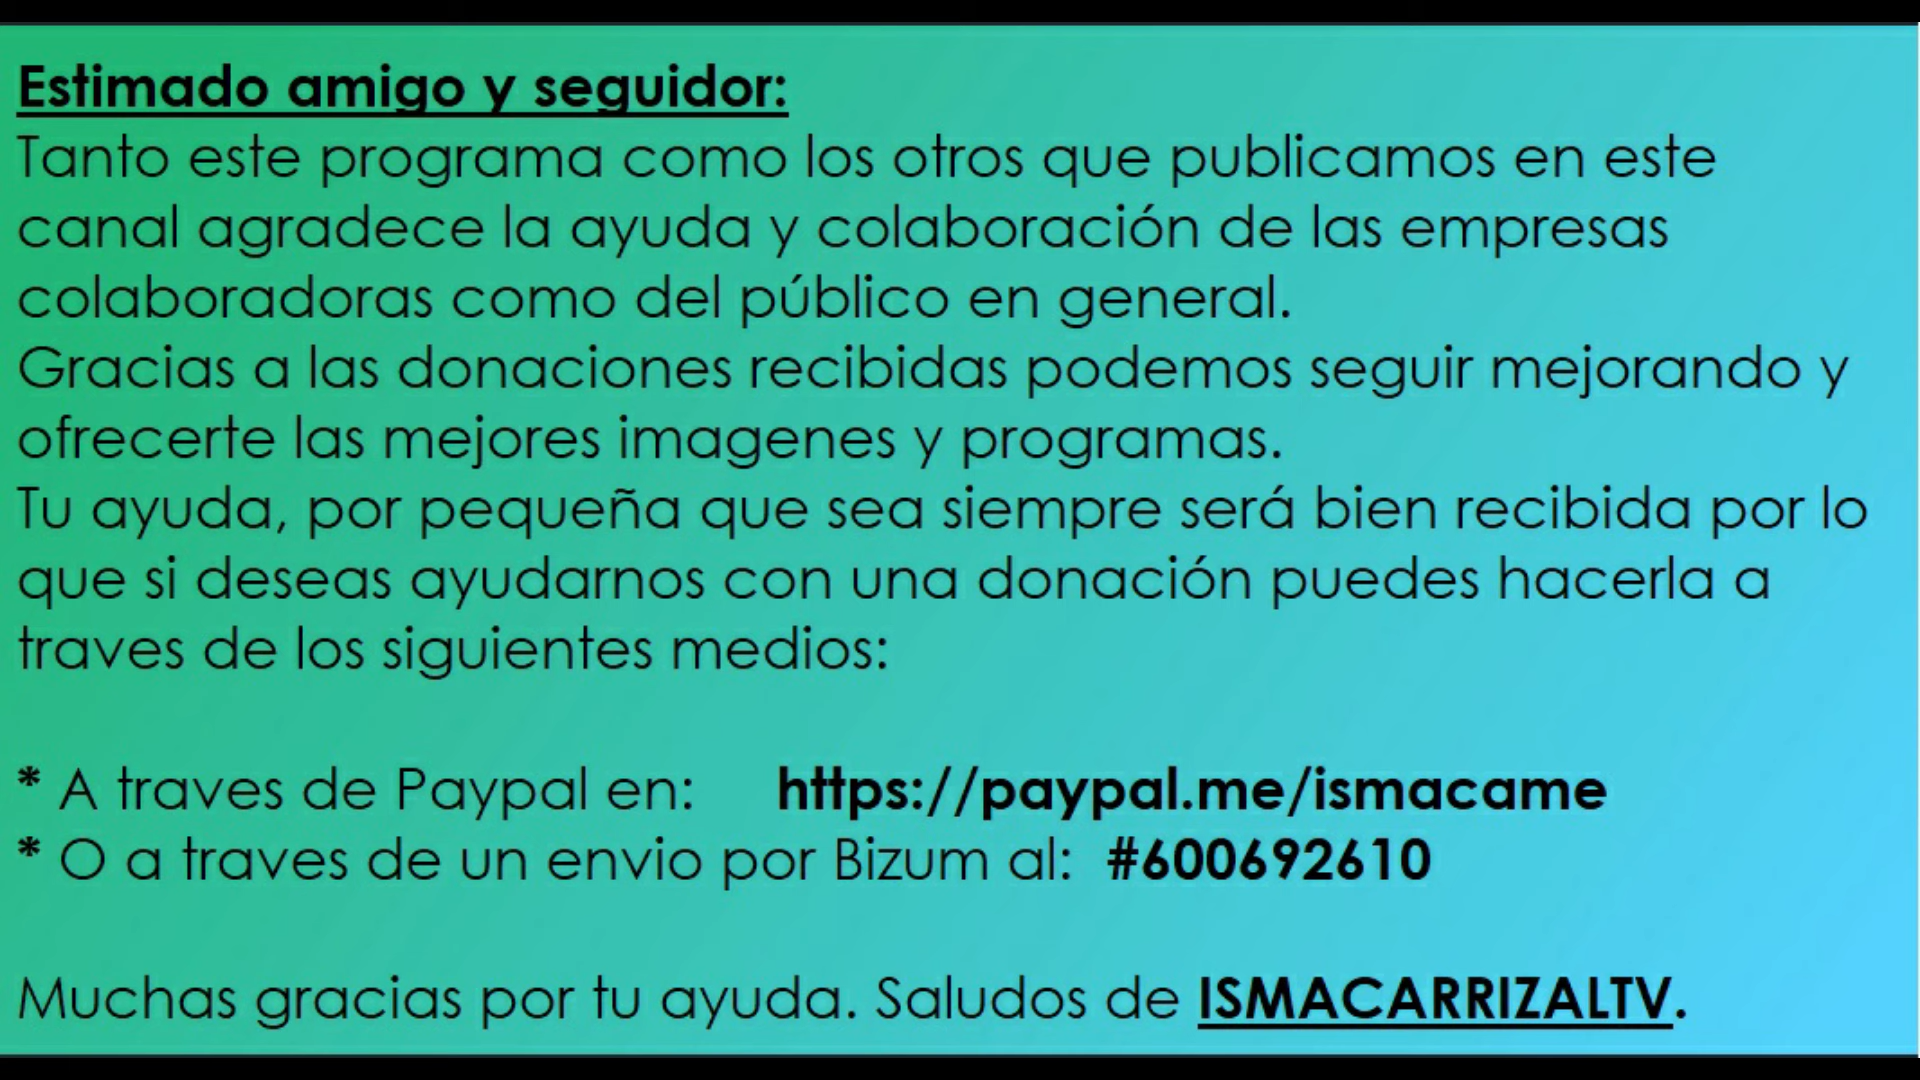 Estimado amigo y seguidor:
Tanto este programa como los otros que publicamos en este
canal agradece la ayuda y colaboración de las empresas
colaboradoras como del público en general.
Gracias a las donaciones recibidas podemos seguir mejorando y
ofrecerte las mejores imagenes y programas.
Tu ayuda, por pequeña que sea siempre será bien recibida por lo
que si deseas ayudarnos con una donación puedes hacerla a
traves de los siguientes medios:
* A traves de Paypal en: https://paypal.me/ismacame
* O a traves de un envio por Bizum al: #600692610
Muchas gracias por tu ayuda. Saludos de ISMACARRIZALTV.